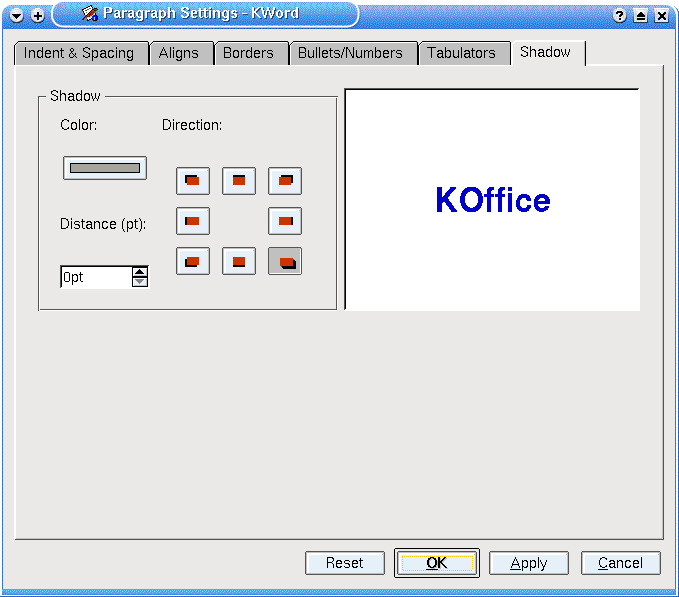 Paragraph Settings - KWord
Indent & Spacing Aligns Borders Bullets/Numbers Tabulators Shadow
Shadow
Color: Direction:
KOffice
Distance (pt):
0pt
Reset OK Apply Cancel